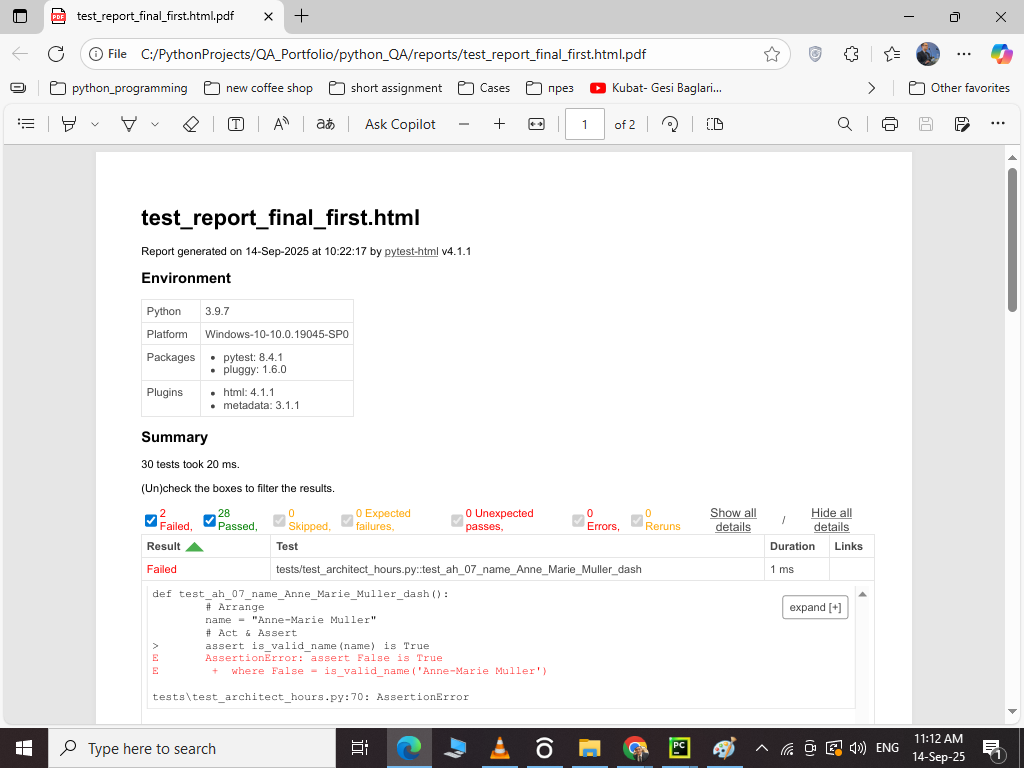 test_report_final_first.html.pdf
File
C:/PythonProjects/QA_Portfolio/python_QA/reports/test_report_final_first.html.pdf
python_programming
new coffee shop
short assignment
Cases
npes
Kubat- Gesi Baglari...
Other favorites
Ask Copilot
1
of 2
test_report_final_first.html
Report generated on 14-Sep-2025 at 10:22:17 by pytest-html v4.1.1
Environment
Python 3.9.7
Platform Windows-10-10.0.19045-SP0
Packages
• pytest: 8.4.1
• pluggy: 1.6.0
Plugins
• html: 4.1.1
• metadata: 3.1.1
Summary
30 tests took 20 ms.
(Un)check the boxes to filter the results.
2 Failed,
28 Passed,
0 Skipped,
0 Expected failures,
0 Unexpected passes,
0 Errors,
0 Reruns
Show all details / Hide all details
Result Test Duration Links
Failed tests/test_architect_hours.py::test_ah_07_name_Anne_Marie_Muller_dash 1 ms
expand [+]
def test_ah_07_name_Anne_Marie_Muller_dash():
# Arrange
name = "Anne-Marie Muller"
# Act & Assert
> assert is_valid_name(name) is True
E AssertionError: assert False is True
E + where False = is_valid_name('Anne-Marie Muller')
tests\test_architect_hours.py:70: AssertionError
Type here to search
PC
ENG
11:12 AM
14-Sep-25
1